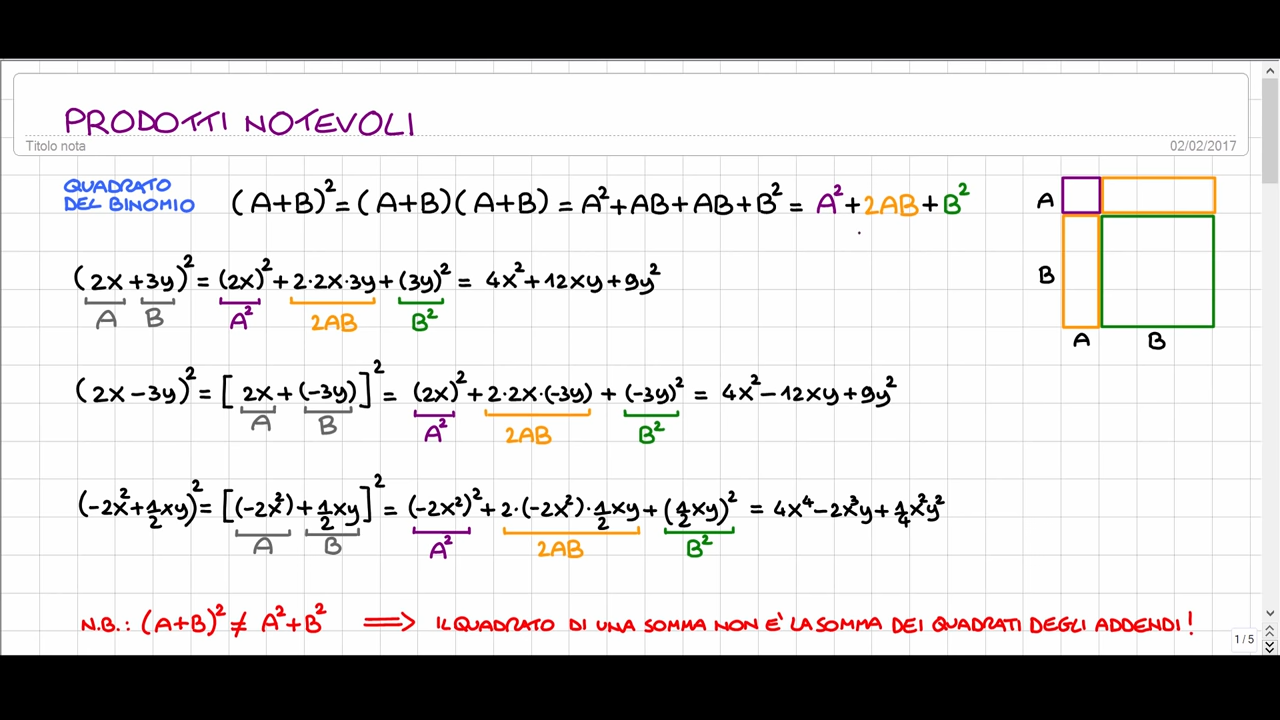 PRODOTTI NOTEVOLI
Titolo nota
02/02/2017
QUADRATO
DEL BINOMIO
(A+B)² = (A+B)(A+B) = A²+AB+AB+B² = A²+2AB+B²
A
B
A B
(2x+3y)² = (2x)²+2·2x·3y+(3y)² = 4x²+12xy+9y²
A B A² 2AB B²
(2x-3y)² = [2x+(-3y)]² = (2x)²+2·2x·(-3y)+(-3y)² = 4x²-12xy+9y²
A B A² 2AB B²
(-2x²+½xy)² = [(-2x²)+½xy]² = (-2x²)²+2·(-2x²)·½xy+(½xy)² = 4x⁴-2x³y+¼x²y²
A B A² 2AB B²
N.B.: (A+B)² ≠ A²+B² ⟹ IL QUADRATO DI UNA SOMMA NON E' LA SOMMA DEI QUADRATI DEGLI ADDENDI!
1/5